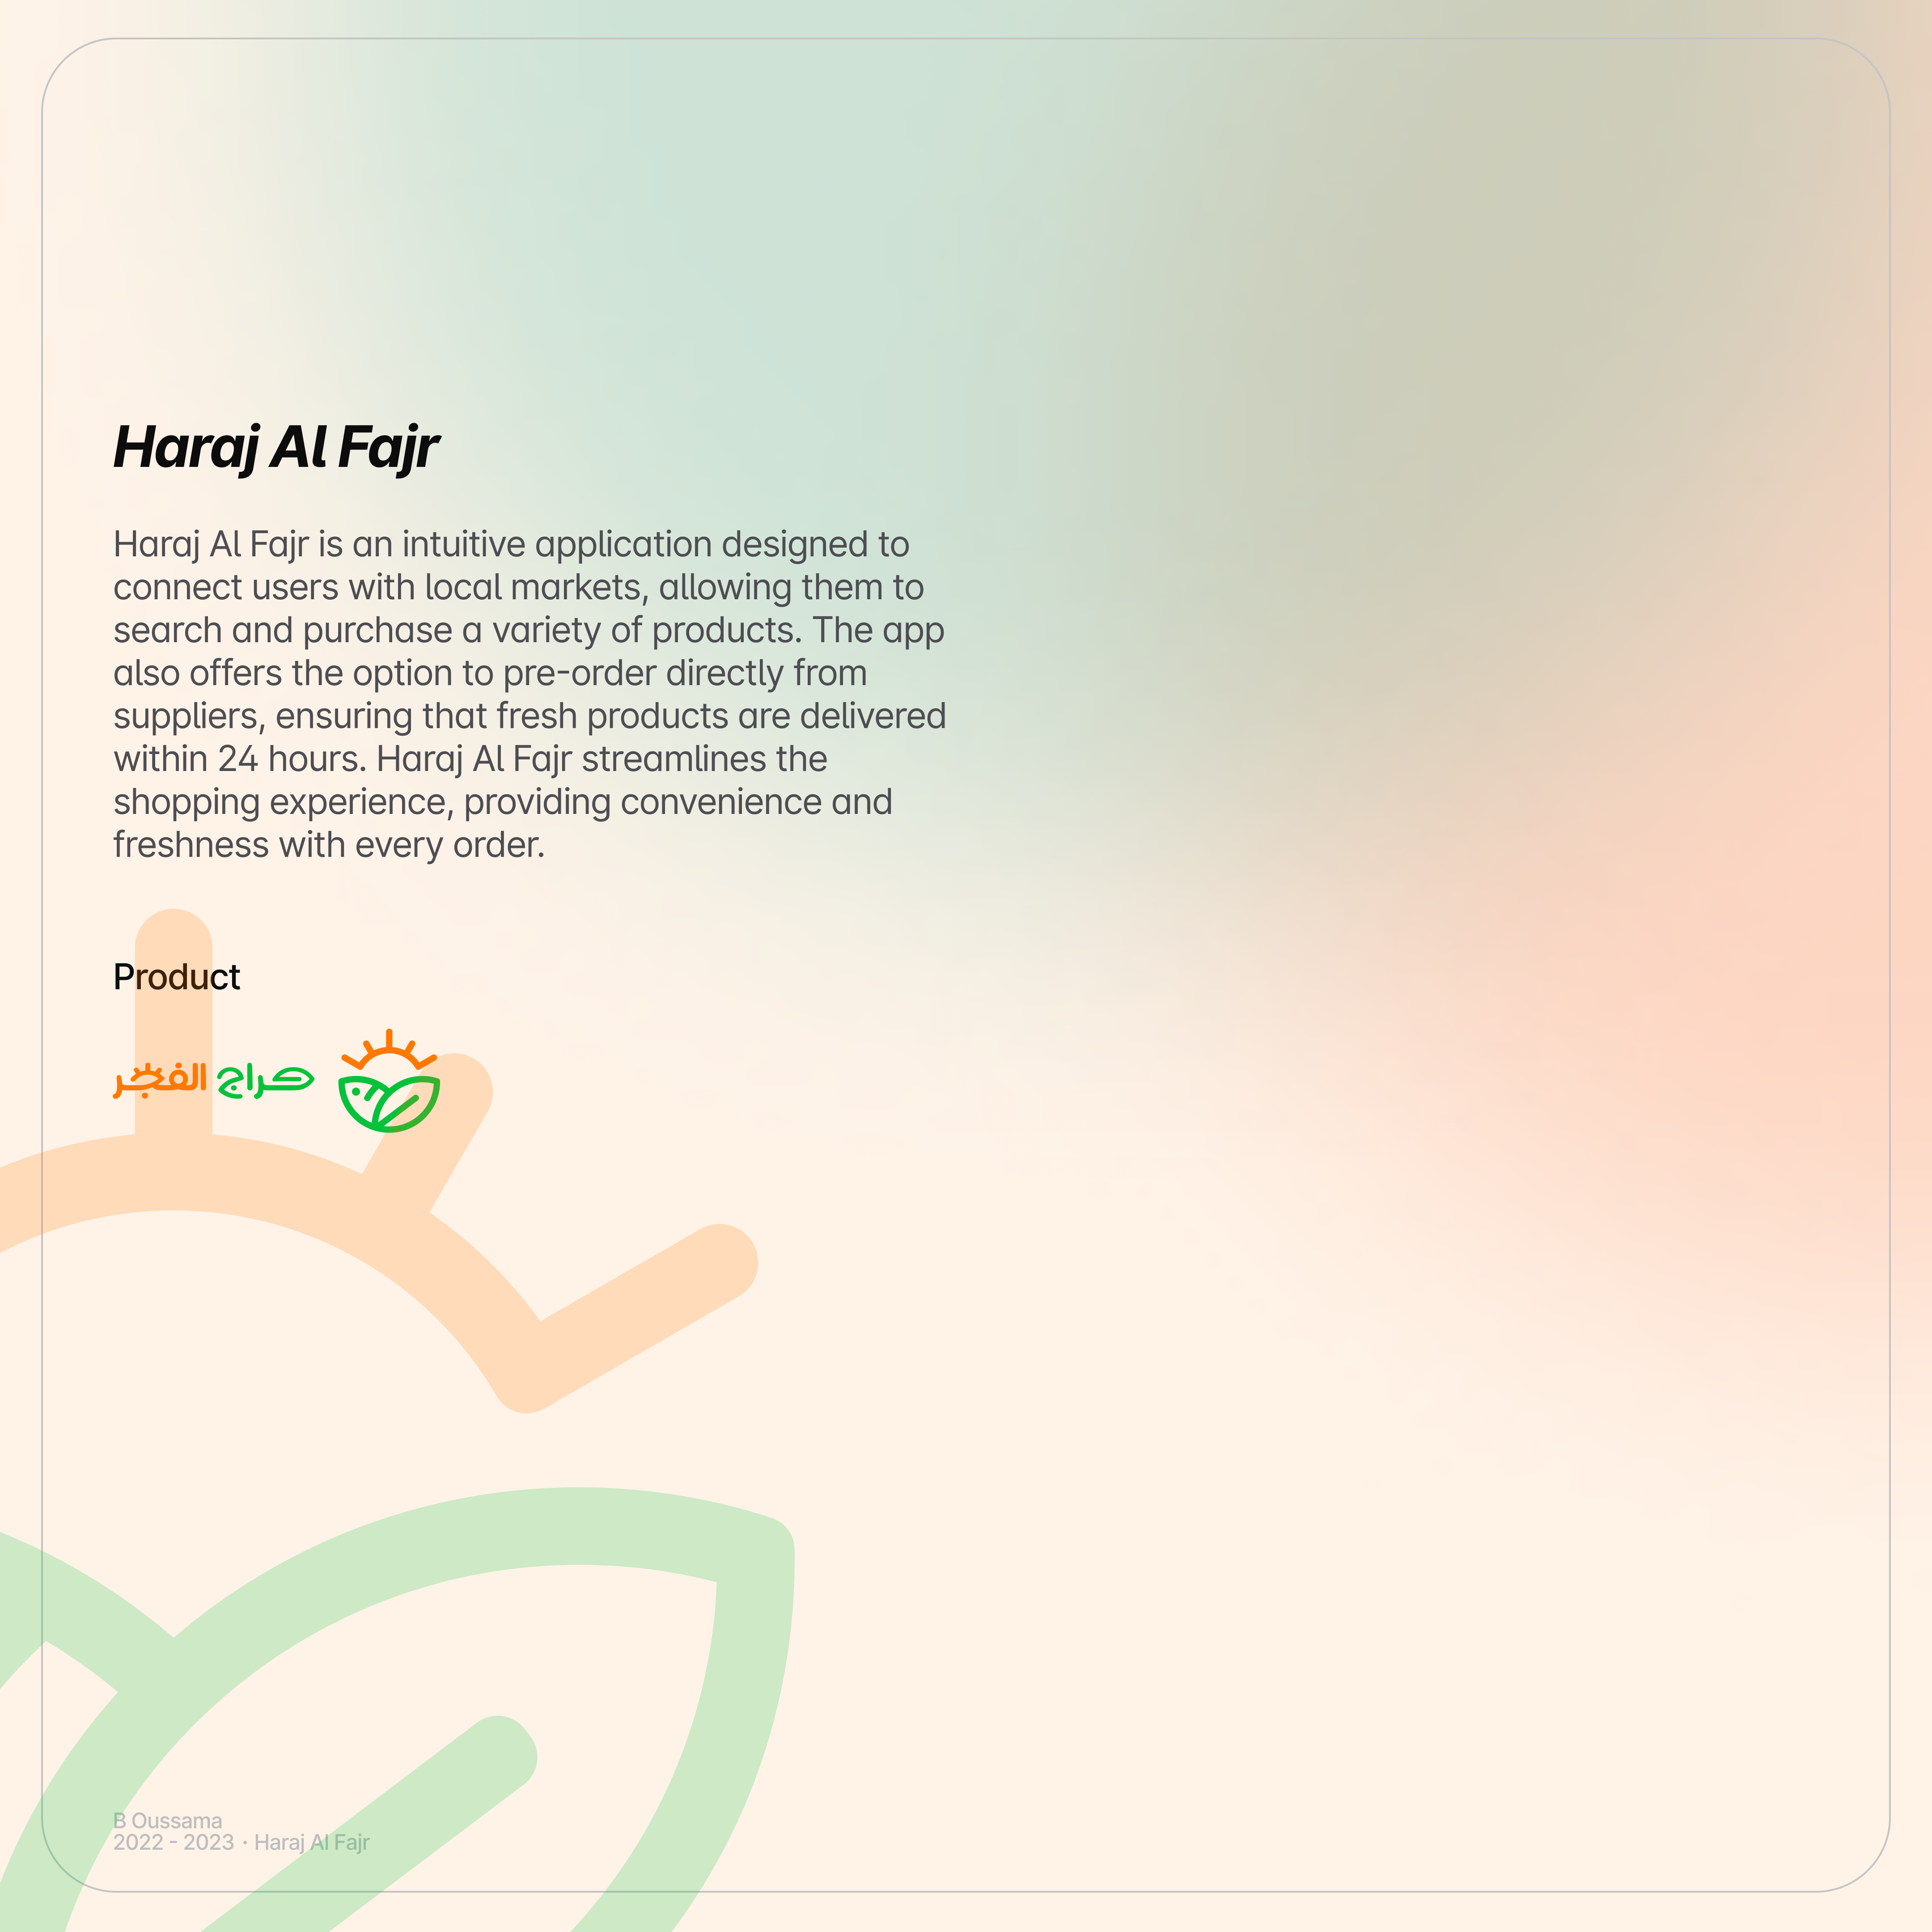 Haraj Al Fajr
Haraj Al Fajr is an intuitive application designed to
connect users with local markets, allowing them to
search and purchase a variety of products. The app
also offers the option to pre-order directly from
suppliers, ensuring that fresh products are delivered
within 24 hours. Haraj Al Fajr streamlines the
shopping experience, providing convenience and
freshness with every order.
Product
حراج الفجر
B Oussama
2022 - 2023 · Haraj Al Fajr